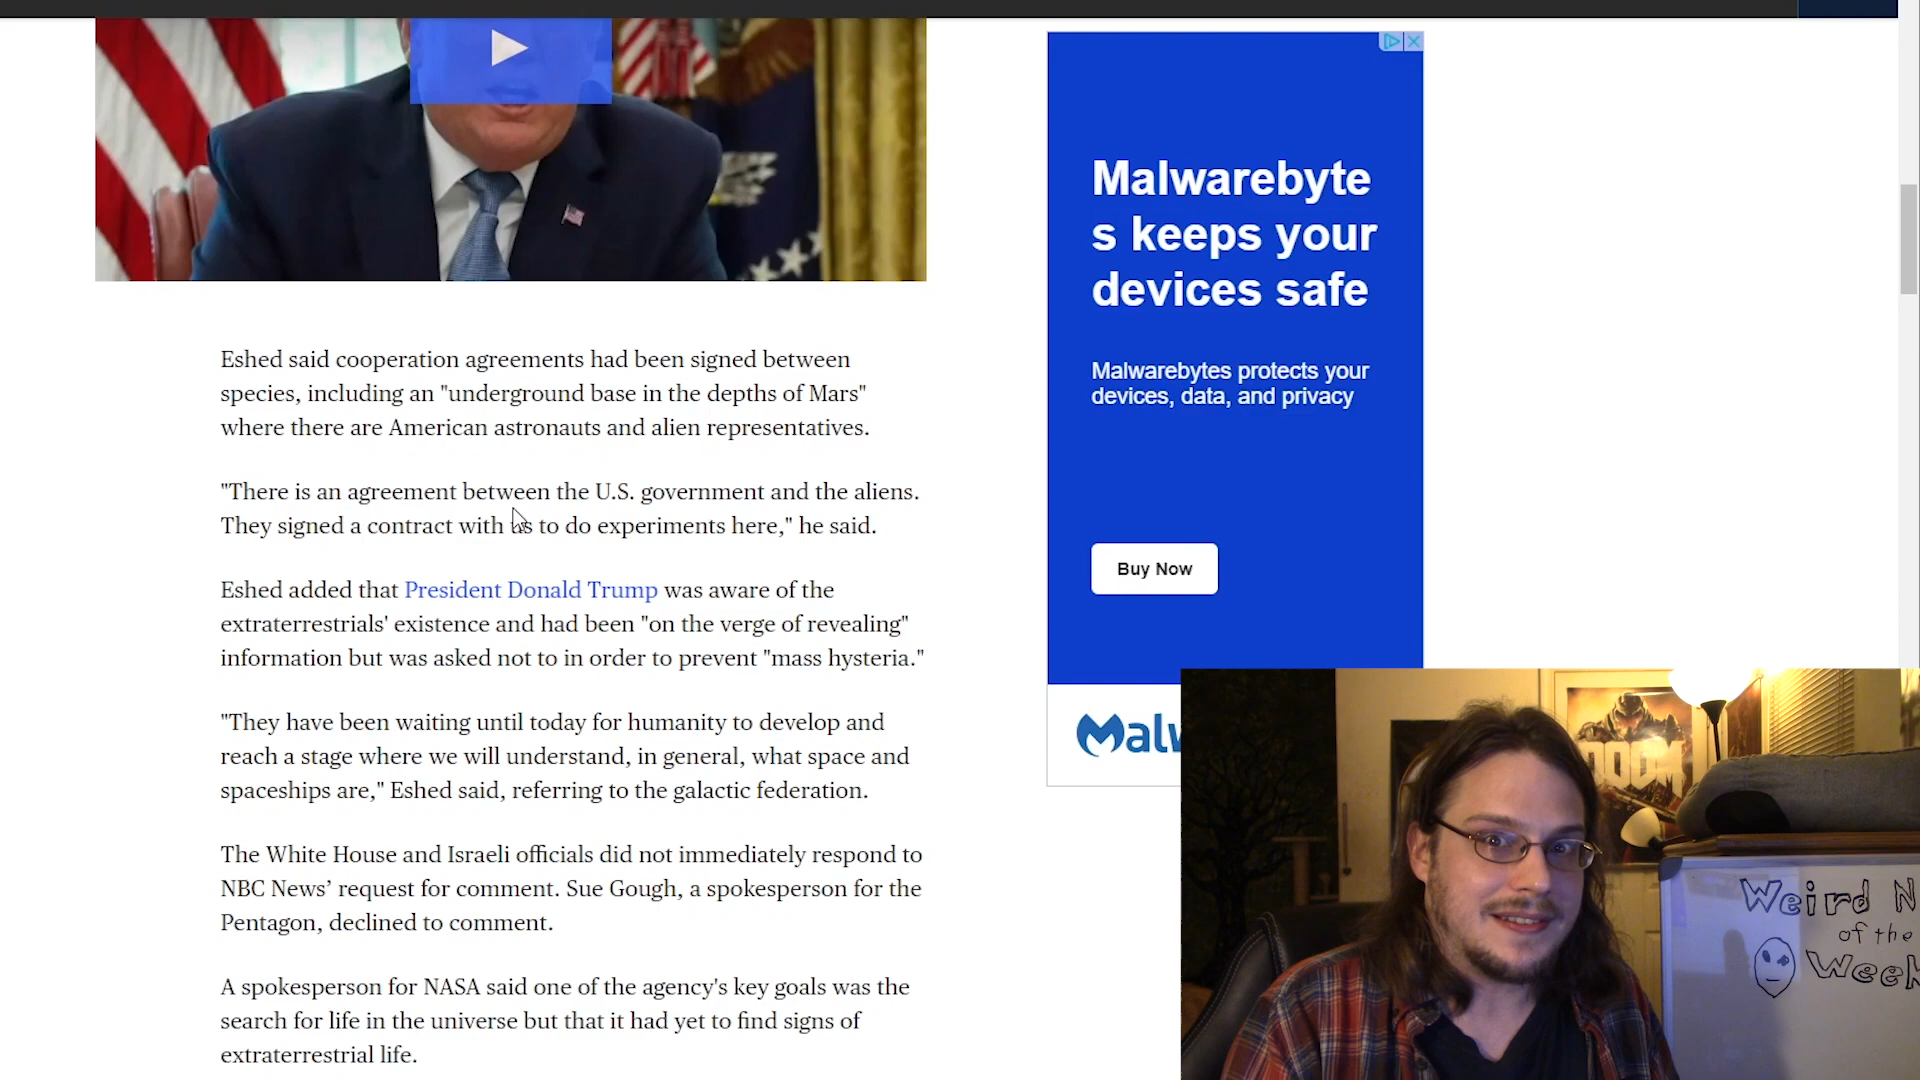 Eshed said cooperation agreements had been signed between
species, including an "underground base in the depths of Mars"
where there are American astronauts and alien representatives.
"There is an agreement between the U.S. government and the aliens.
They signed a contract with us to do experiments here," he said.
Eshed added that President Donald Trump was aware of the
extraterrestrials' existence and had been "on the verge of revealing"
information but was asked not to in order to prevent "mass hysteria."
"They have been waiting until today for humanity to develop and
reach a stage where we will understand, in general, what space and
spaceships are," Eshed said, referring to the galactic federation.
The White House and Israeli officials did not immediately respond to
NBC News’ request for comment. Sue Gough, a spokesperson for the
Pentagon, declined to comment.
A spokesperson for NASA said one of the agency's key goals was the
search for life in the universe but that it had yet to find signs of
extraterrestrial life.
Malwarebyte
s keeps your
devices safe
Malwarebytes protects your
devices, data, and privacy
Buy Now
Malw
DOOM
Weird N
of the
Week